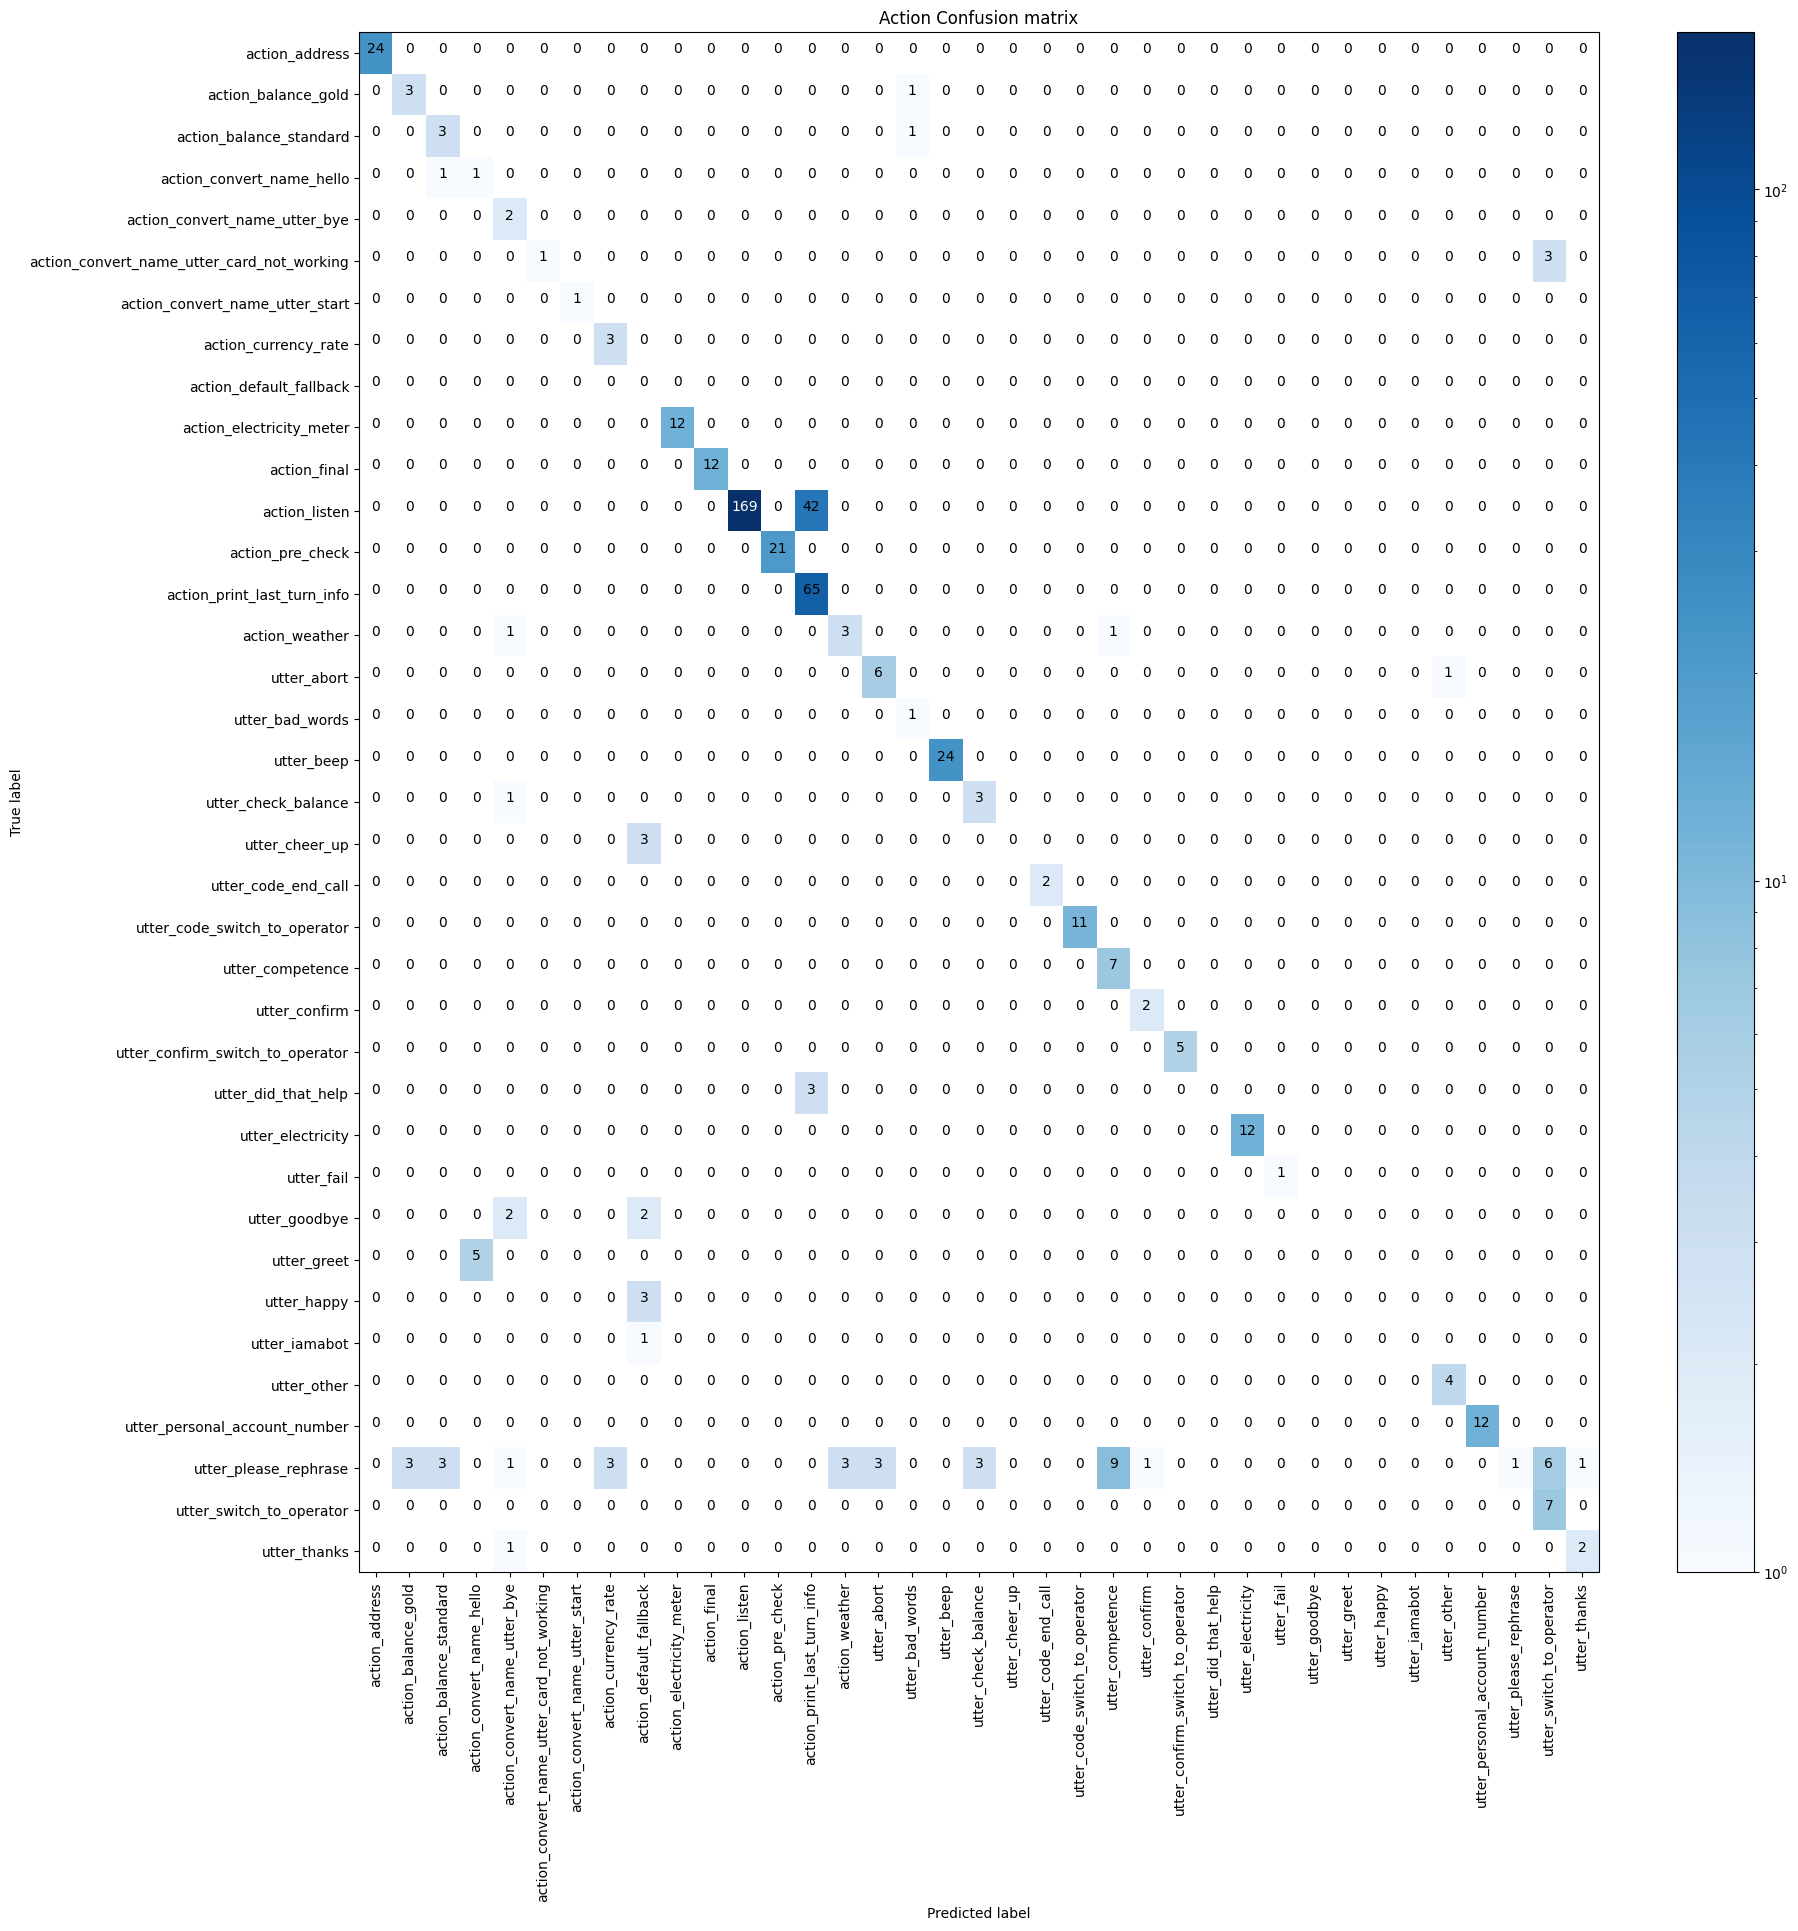 Action Confusion matrix
action_address 24 0 0 0 0 0 0 0 0 0 0 0 0 0 0 0 0 0 0 0 0 0 0 0 0 0 0 0 0 0 0 0 0 0 0 0 0
action_balance_gold 0 3 0 0 0 0 0 0 0 0 0 0 0 0 0 0 1 0 0 0 0 0 0 0 0 0 0 0 0 0 0 0 0 0 0 0 0
action_balance_standard 0 0 3 0 0 0 0 0 0 0 0 0 0 0 0 0 1 0 0 0 0 0 0 0 0 0 0 0 0 0 0 0 0 0 0 0 0
action_convert_name_hello 0 0 1 1 0 0 0 0 0 0 0 0 0 0 0 0 0 0 0 0 0 0 0 0 0 0 0 0 0 0 0 0 0 0 0 0 0
action_convert_name_utter_bye 0 0 0 0 2 0 0 0 0 0 0 0 0 0 0 0 0 0 0 0 0 0 0 0 0 0 0 0 0 0 0 0 0 0 0 0 0
action_convert_name_utter_card_not_working 0 0 0 0 0 1 0 0 0 0 0 0 0 0 0 0 0 0 0 0 0 0 0 0 0 0 0 0 0 0 0 0 0 0 0 3 0
action_convert_name_utter_start 0 0 0 0 0 0 1 0 0 0 0 0 0 0 0 0 0 0 0 0 0 0 0 0 0 0 0 0 0 0 0 0 0 0 0 0 0
action_currency_rate 0 0 0 0 0 0 0 3 0 0 0 0 0 0 0 0 0 0 0 0 0 0 0 0 0 0 0 0 0 0 0 0 0 0 0 0 0
action_default_fallback 0 0 0 0 0 0 0 0 0 0 0 0 0 0 0 0 0 0 0 0 0 0 0 0 0 0 0 0 0 0 0 0 0 0 0 0 0
action_electricity_meter 0 0 0 0 0 0 0 0 0 12 0 0 0 0 0 0 0 0 0 0 0 0 0 0 0 0 0 0 0 0 0 0 0 0 0 0 0
action_final 0 0 0 0 0 0 0 0 0 0 12 0 0 0 0 0 0 0 0 0 0 0 0 0 0 0 0 0 0 0 0 0 0 0 0 0 0
action_listen 0 0 0 0 0 0 0 0 0 0 0 169 0 42 0 0 0 0 0 0 0 0 0 0 0 0 0 0 0 0 0 0 0 0 0 0 0
action_pre_check 0 0 0 0 0 0 0 0 0 0 0 0 21 0 0 0 0 0 0 0 0 0 0 0 0 0 0 0 0 0 0 0 0 0 0 0 0
action_print_last_turn_info 0 0 0 0 0 0 0 0 0 0 0 0 0 65 0 0 0 0 0 0 0 0 0 0 0 0 0 0 0 0 0 0 0 0 0 0 0
action_weather 0 0 0 0 1 0 0 0 0 0 0 0 0 0 3 0 0 0 0 0 0 0 1 0 0 0 0 0 0 0 0 0 0 0 0 0 0
utter_abort 0 0 0 0 0 0 0 0 0 0 0 0 0 0 0 6 0 0 0 0 0 0 0 0 0 0 0 0 0 0 0 0 1 0 0 0 0
utter_bad_words 0 0 0 0 0 0 0 0 0 0 0 0 0 0 0 0 1 0 0 0 0 0 0 0 0 0 0 0 0 0 0 0 0 0 0 0 0
utter_beep 0 0 0 0 0 0 0 0 0 0 0 0 0 0 0 0 0 24 0 0 0 0 0 0 0 0 0 0 0 0 0 0 0 0 0 0 0
utter_check_balance 0 0 0 0 1 0 0 0 0 0 0 0 0 0 0 0 0 0 3 0 0 0 0 0 0 0 0 0 0 0 0 0 0 0 0 0 0
utter_cheer_up 0 0 0 0 0 0 0 0 3 0 0 0 0 0 0 0 0 0 0 0 0 0 0 0 0 0 0 0 0 0 0 0 0 0 0 0 0
utter_code_end_call 0 0 0 0 0 0 0 0 0 0 0 0 0 0 0 0 0 0 0 0 2 0 0 0 0 0 0 0 0 0 0 0 0 0 0 0 0
utter_code_switch_to_operator 0 0 0 0 0 0 0 0 0 0 0 0 0 0 0 0 0 0 0 0 0 11 0 0 0 0 0 0 0 0 0 0 0 0 0 0 0
utter_competence 0 0 0 0 0 0 0 0 0 0 0 0 0 0 0 0 0 0 0 0 0 0 7 0 0 0 0 0 0 0 0 0 0 0 0 0 0
utter_confirm 0 0 0 0 0 0 0 0 0 0 0 0 0 0 0 0 0 0 0 0 0 0 0 2 0 0 0 0 0 0 0 0 0 0 0 0 0
utter_confirm_switch_to_operator 0 0 0 0 0 0 0 0 0 0 0 0 0 0 0 0 0 0 0 0 0 0 0 0 5 0 0 0 0 0 0 0 0 0 0 0 0
utter_did_that_help 0 0 0 0 0 0 0 0 0 0 0 0 0 3 0 0 0 0 0 0 0 0 0 0 0 0 0 0 0 0 0 0 0 0 0 0 0
utter_electricity 0 0 0 0 0 0 0 0 0 0 0 0 0 0 0 0 0 0 0 0 0 0 0 0 0 0 12 0 0 0 0 0 0 0 0 0 0
utter_fail 0 0 0 0 0 0 0 0 0 0 0 0 0 0 0 0 0 0 0 0 0 0 0 0 0 0 0 1 0 0 0 0 0 0 0 0 0
utter_goodbye 0 0 0 0 2 0 0 0 2 0 0 0 0 0 0 0 0 0 0 0 0 0 0 0 0 0 0 0 0 0 0 0 0 0 0 0 0
utter_greet 0 0 0 5 0 0 0 0 0 0 0 0 0 0 0 0 0 0 0 0 0 0 0 0 0 0 0 0 0 0 0 0 0 0 0 0 0
utter_happy 0 0 0 0 0 0 0 0 3 0 0 0 0 0 0 0 0 0 0 0 0 0 0 0 0 0 0 0 0 0 0 0 0 0 0 0 0
utter_iamabot 0 0 0 0 0 0 0 0 1 0 0 0 0 0 0 0 0 0 0 0 0 0 0 0 0 0 0 0 0 0 0 0 0 0 0 0 0
utter_other 0 0 0 0 0 0 0 0 0 0 0 0 0 0 0 0 0 0 0 0 0 0 0 0 0 0 0 0 0 0 0 0 4 0 0 0 0
utter_personal_account_number 0 0 0 0 0 0 0 0 0 0 0 0 0 0 0 0 0 0 0 0 0 0 0 0 0 0 0 0 0 0 0 0 0 12 0 0 0
utter_please_rephrase 0 3 3 0 1 0 0 3 0 0 0 0 0 0 3 3 0 0 3 0 0 0 9 1 0 0 0 0 0 0 0 0 0 0 1 6 1
utter_switch_to_operator 0 0 0 0 0 0 0 0 0 0 0 0 0 0 0 0 0 0 0 0 0 0 0 0 0 0 0 0 0 0 0 0 0 0 0 7 0
utter_thanks 0 0 0 0 1 0 0 0 0 0 0 0 0 0 0 0 0 0 0 0 0 0 0 0 0 0 0 0 0 0 0 0 0 0 0 0 2
True label
action_address
action_balance_gold
action_balance_standard
action_convert_name_hello
action_convert_name_utter_bye
action_convert_name_utter_card_not_working
action_convert_name_utter_start
action_currency_rate
action_default_fallback
action_electricity_meter
action_final
action_listen
action_pre_check
action_print_last_turn_info
action_weather
utter_abort
utter_bad_words
utter_beep
utter_check_balance
utter_cheer_up
utter_code_end_call
utter_code_switch_to_operator
utter_competence
utter_confirm
utter_confirm_switch_to_operator
utter_did_that_help
utter_electricity
utter_fail
utter_goodbye
utter_greet
utter_happy
utter_iamabot
utter_other
utter_personal_account_number
utter_please_rephrase
utter_switch_to_operator
utter_thanks
Predicted label
10²
10¹
10⁰